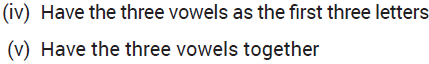 (iv) Have the three vowels as the first three letters
(v) Have the three vowels together